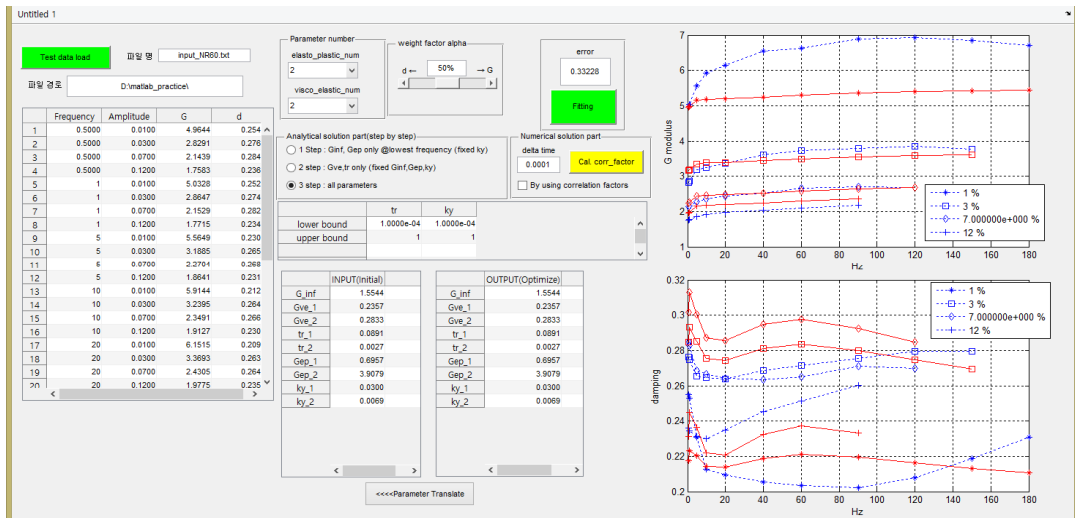 Untitled 1
Test data load
파일 명
input_NR60.txt
파일 경로
D:\matlab_practice\
Frequency Amplitude G d
1 0.5000 0.0100 4.9644 0.254
2 0.5000 0.0300 2.8291 0.276
3 0.5000 0.0700 2.1439 0.284
4 0.5000 0.1200 1.7583 0.236
5 1 0.0100 5.0328 0.252
6 1 0.0300 2.8647 0.274
7 1 0.0700 2.1529 0.282
8 1 0.1200 1.7715 0.234
9 5 0.0100 5.5649 0.230
10 5 0.0300 3.1885 0.265
11 5 0.0700 2.2704 0.268
12 5 0.1200 1.8641 0.231
13 10 0.0100 5.9144 0.212
14 10 0.0300 3.2395 0.264
15 10 0.0700 2.3491 0.266
16 10 0.1200 1.9127 0.230
17 20 0.0100 6.1515 0.209
18 20 0.0300 3.3693 0.263
19 20 0.0700 2.4305 0.264
20 20 0.1200 1.9775 0.235
Parameter number
elasto_plastic_num
2
visco_elastic_num
2
weight factor alpha
d ← 50% → G
error
0.33228
Fitting
Analytical solution part(step by step)
1 Step : Ginf, Gep only @lowest frequency (fixed ky)
2 step : Gve,tr only (fixed Ginf,Gep,ky)
3 step : all parameters
Numerical solution part
delta time
0.0001
Cal. corr_factor
By using correlation factors
tr ky
lower bound 1.0000e-04 1.0000e-04
upper bound 1 1
INPUT(Initial)
G_inf 1.5544
Gve_1 0.2357
Gve_2 0.2833
tr_1 0.0891
tr_2 0.0027
Gep_1 0.6957
Gep_2 3.9079
ky_1 0.0300
ky_2 0.0069
OUTPUT(Optimize)
G_inf 1.5544
Gve_1 0.2357
Gve_2 0.2833
tr_1 0.0891
tr_2 0.0027
Gep_1 0.6957
Gep_2 3.9079
ky_1 0.0300
ky_2 0.0069
<<<<Parameter Translate
7
6
5
4
3
2
1
G modulus
0 20 40 60 80 100 120 140 160 180
Hz
1 %
3 %
7.000000e+000 %
12 %
0.32
0.3
0.28
0.26
0.24
0.22
0.2
damping
0 20 40 60 80 100 120 140 160 180
Hz
1 %
3 %
7.000000e+000 %
12 %